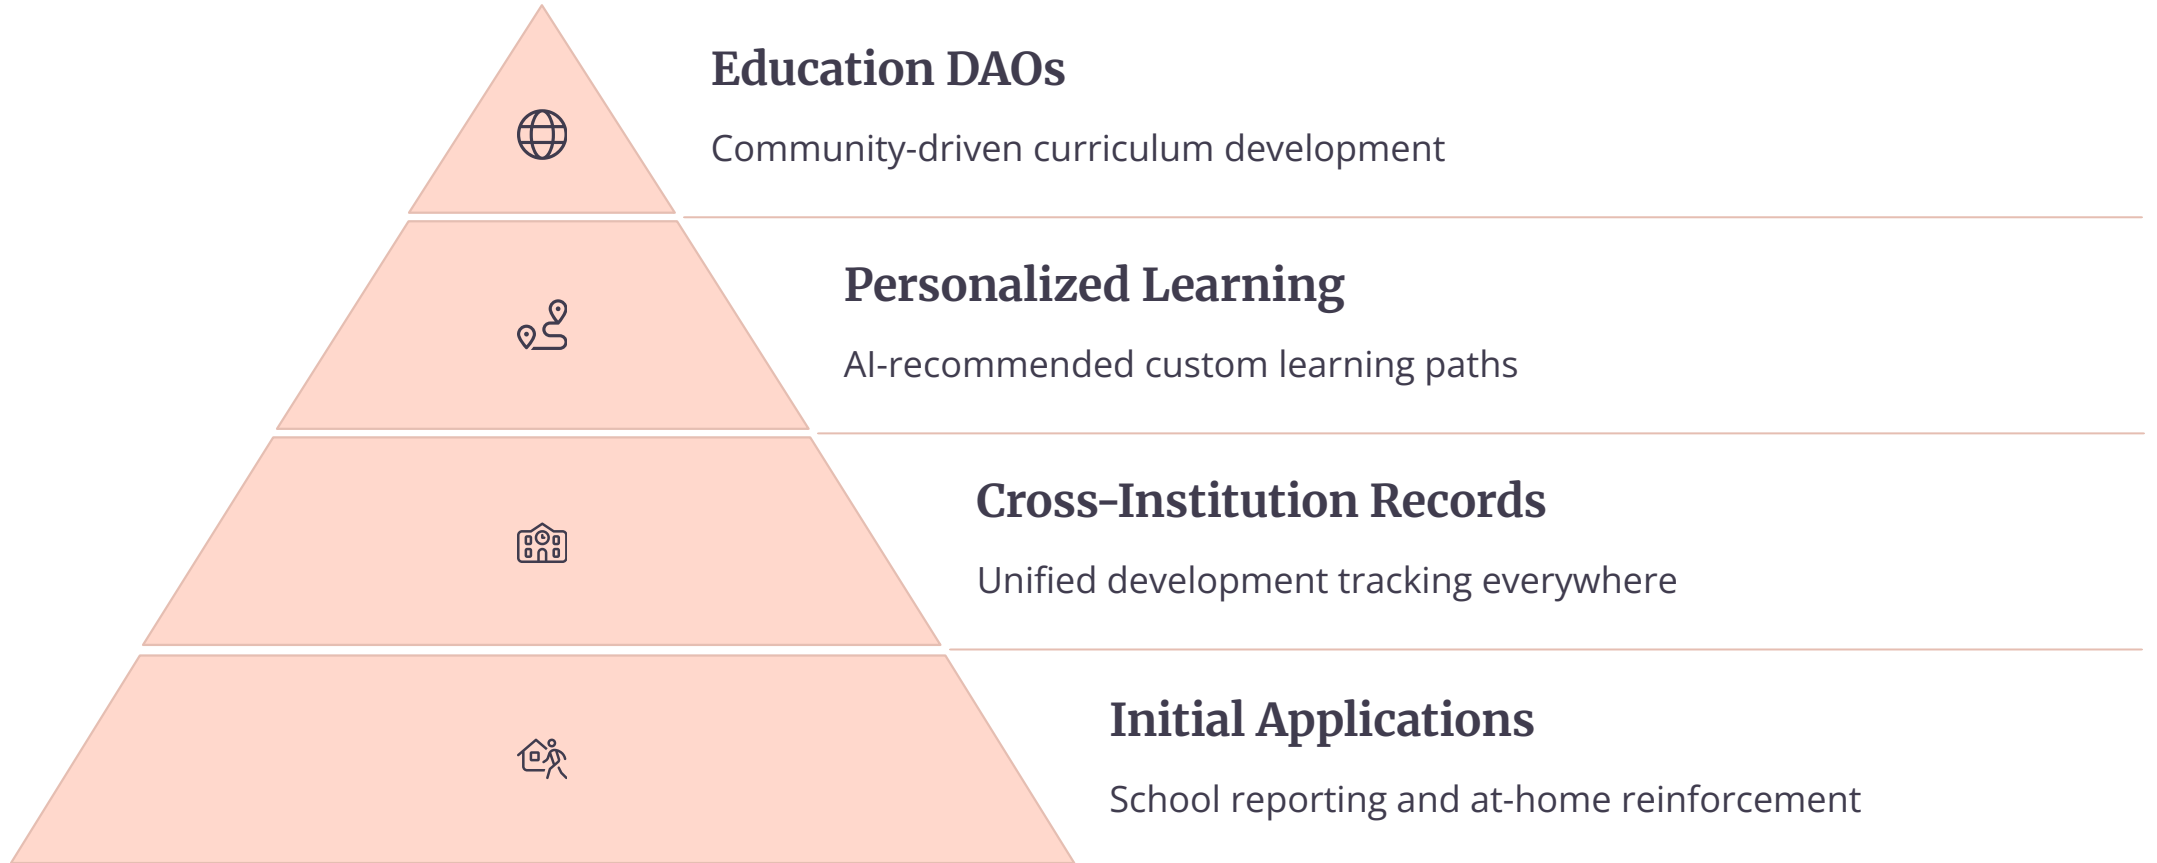 Education DAOs
Community-driven curriculum development
Personalized Learning
AI-recommended custom learning paths
Cross-Institution Records
Unified development tracking everywhere
Initial Applications
School reporting and at-home reinforcement